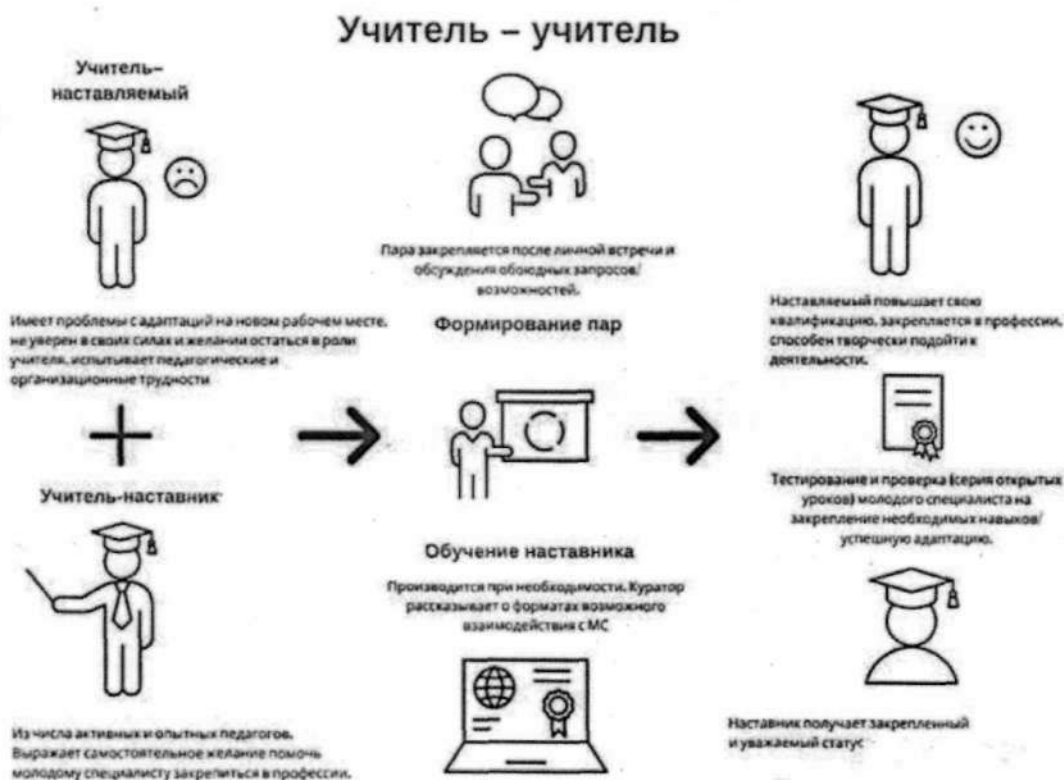 Учитель – учитель
Учитель–
наставляемый
Имеет проблемы с адаптаций на новом рабочем месте,
не уверен в своих силах и желании остаться в роли
учителя, испытывает педагогические и
организационные трудности
Учитель-наставник
Из числа активных и опытных педагогов.
Выражает самостоятельное желание помочь
молодому специалисту закрепиться в профессии.
Пара закрепляется после личной встречи и
обсуждения обоюдных запросов/
возможностей.
Формирование пар
Обучение наставника
Производится при необходимости. Куратор
рассказывает о форматах возможного
взаимодействия с МС
Наставляемый повышает свою
квалификацию, закрепляется в профессии,
способен творчески подойти к
деятельности.
Тестирование и проверка (серия открытых
уроков) молодого специалиста на
закрепление необходимых навыков/
успешную адаптацию.
Наставник получает закрепленный
и уважаемый статус